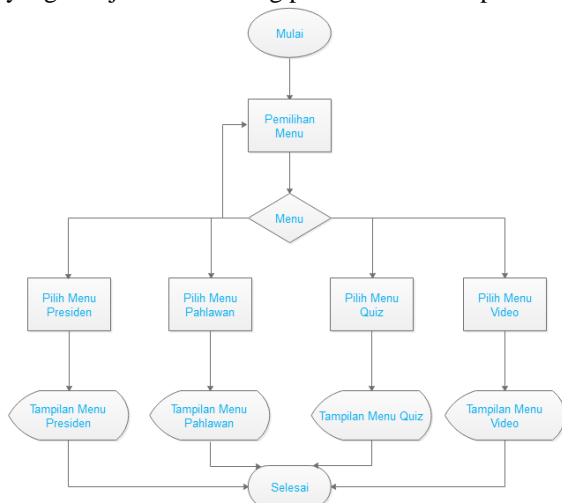 Mulai
Pemilihan
Menu
Menu
Pilih Menu
Presiden
Pilih Menu
Pahlawan
Pilih Menu
Quiz
Pilih Menu
Video
Tampilan Menu
Presiden
Tampilan Menu
Pahlawan
Tampilan Menu Quiz
Tampilan Menu
Video
Selesai